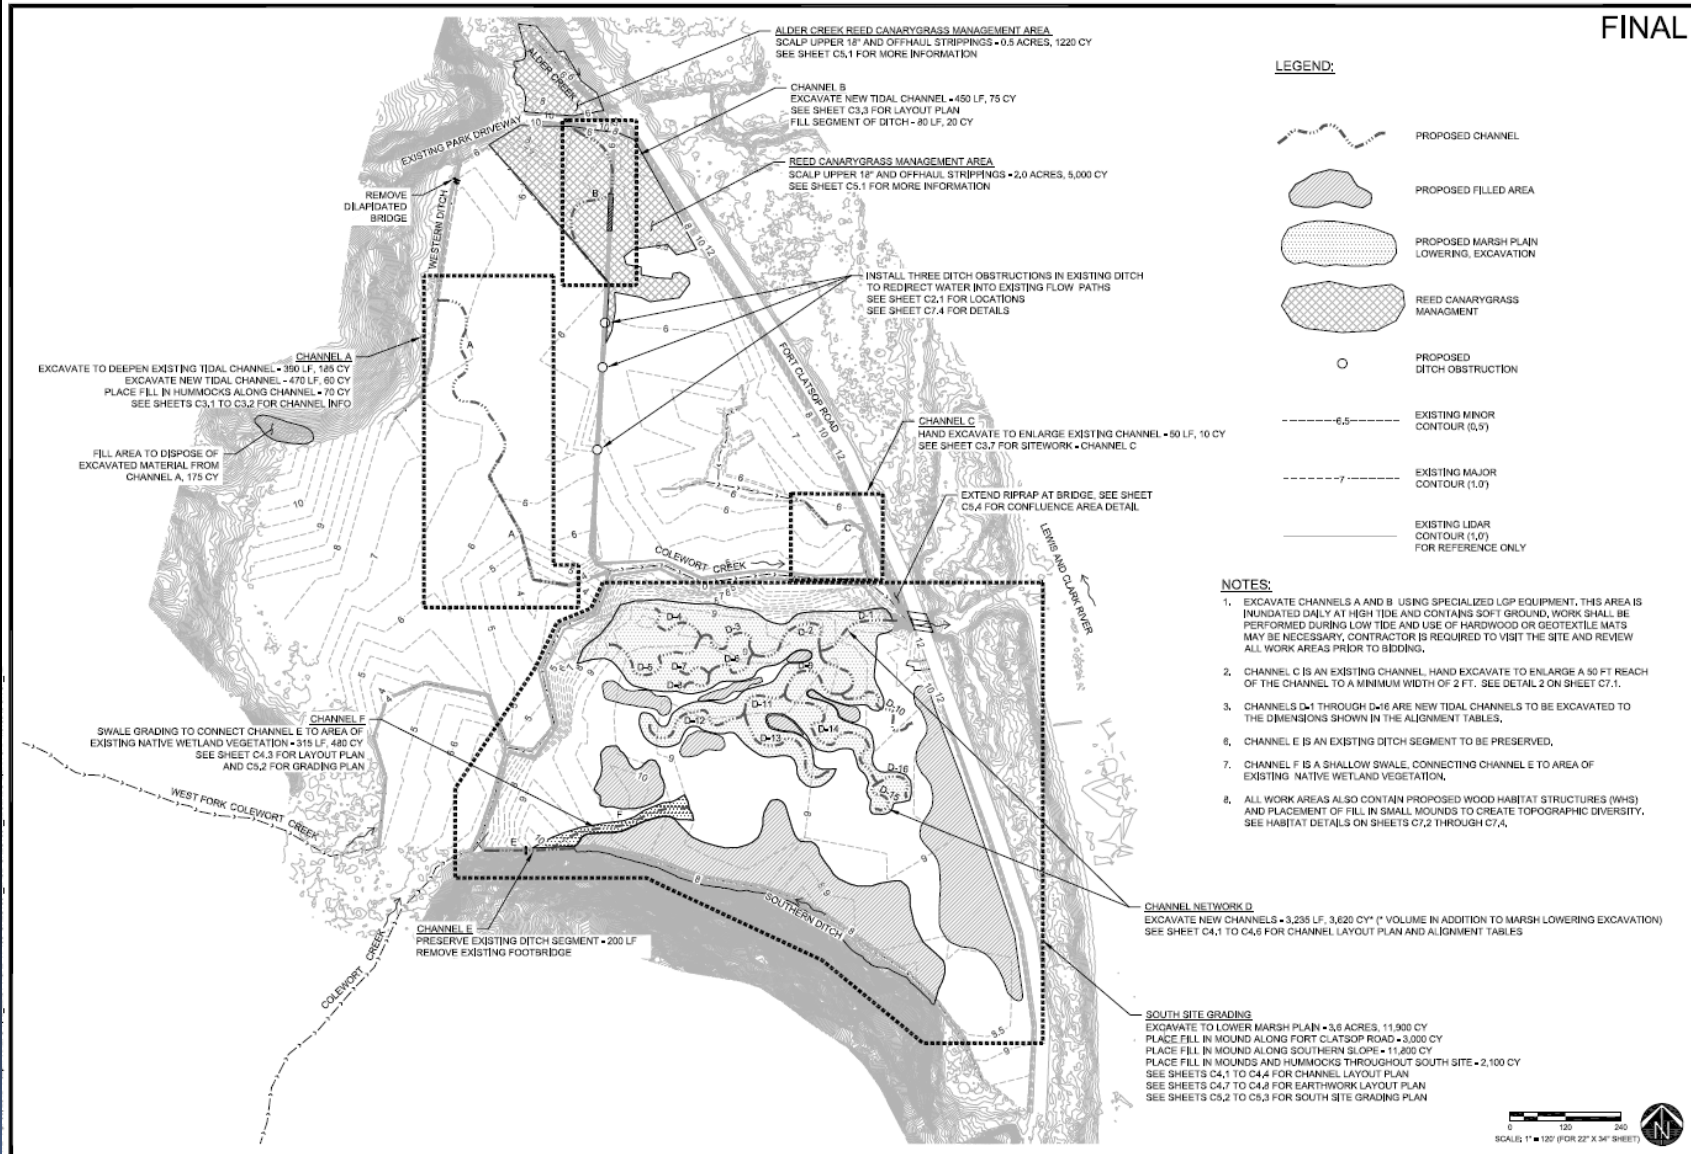 FINAL
ALDER CREEK REED CANARYGRASS MANAGEMENT AREA
SCALP UPPER 18" AND OFFHAUL STRIPPINGS - 0.5 ACRES, 1220 CY
SEE SHEET C5.1 FOR MORE INFORMATION
CHANNEL B
EXCAVATE NEW TIDAL CHANNEL - 450 LF, 75 CY
SEE SHEET C3.3 FOR LAYOUT PLAN
FILL SEGMENT OF DITCH - 80 LF, 20 CY
REED CANARYGRASS MANAGEMENT AREA
SCALP UPPER 18" AND OFFHAUL STRIPPINGS - 2.0 ACRES, 5,000 CY
SEE SHEET C5.1 FOR MORE INFORMATION
ALDER CREEK
EXISTING PARK DRIVEWAY
REMOVE
DILAPIDATED
BRIDGE
WESTERN DITCH
B
INSTALL THREE DITCH OBSTRUCTIONS IN EXISTING DITCH
TO REDIRECT WATER INTO EXISTING FLOW PATHS
SEE SHEET C2.1 FOR LOCATIONS
SEE SHEET C7.4 FOR DETAILS
FORT CLATSOP ROAD
CHANNEL A
EXCAVATE TO DEEPEN EXISTING TIDAL CHANNEL - 390 LF, 185 CY
EXCAVATE NEW TIDAL CHANNEL - 470 LF, 60 CY
PLACE FILL IN HUMMOCKS ALONG CHANNEL - 70 CY
SEE SHEETS C3.1 TO C3.2 FOR CHANNEL INFO
A
FILL AREA TO DISPOSE OF
EXCAVATED MATERIAL FROM
CHANNEL A, 175 CY
CHANNEL C
HAND EXCAVATE TO ENLARGE EXISTING CHANNEL - 50 LF, 10 CY
SEE SHEET C3.7 FOR SITEWORK - CHANNEL C
EXTEND RIPRAP AT BRIDGE, SEE SHEET
C5.4 FOR CONFLUENCE AREA DETAIL
C
A
COLEWORT CREEK
LEWIS AND CLARK RIVER
D-1
D-2
D-3
D-4
D-5
D-6
D-7
D-8
D-9
D-10
D-11
D-12
D-13
D-14
D-15
D-16
CHANNEL F
SWALE GRADING TO CONNECT CHANNEL E TO AREA OF
EXISTING NATIVE WETLAND VEGETATION - 315 LF, 480 CY
SEE SHEET C4.3 FOR LAYOUT PLAN
AND C5.2 FOR GRADING PLAN
WEST FORK COLEWORT CREEK
F
E
SOUTHERN DITCH
COLEWORT CREEK
CHANNEL E
PRESERVE EXISTING DITCH SEGMENT - 200 LF
REMOVE EXISTING FOOTBRIDGE
CHANNEL NETWORK D
EXCAVATE NEW CHANNELS - 3,235 LF, 3,620 CY* (* VOLUME IN ADDITION TO MARSH LOWERING EXCAVATION)
SEE SHEET C4.1 TO C4.6 FOR CHANNEL LAYOUT PLAN AND ALIGNMENT TABLES
SOUTH SITE GRADING
EXCAVATE TO LOWER MARSH PLAIN - 3.6 ACRES, 11,900 CY
PLACE FILL IN MOUND ALONG FORT CLATSOP ROAD - 3,000 CY
PLACE FILL IN MOUND ALONG SOUTHERN SLOPE - 11,800 CY
PLACE FILL IN MOUNDS AND HUMMOCKS THROUGHOUT SOUTH SITE - 2,100 CY
SEE SHEETS C4.1 TO C4.4 FOR CHANNEL LAYOUT PLAN
SEE SHEETS C4.7 TO C4.8 FOR EARTHWORK LAYOUT PLAN
SEE SHEETS C5.2 TO C5.3 FOR SOUTH SITE GRADING PLAN
LEGEND:
PROPOSED CHANNEL
PROPOSED FILLED AREA
PROPOSED MARSH PLAIN
LOWERING, EXCAVATION
REED CANARYGRASS
MANAGMENT
PROPOSED
DITCH OBSTRUCTION
6.5
EXISTING MINOR
CONTOUR (0.5')
7
EXISTING MAJOR
CONTOUR (1.0')
EXISTING LIDAR
CONTOUR (1.0')
FOR REFERENCE ONLY
NOTES:
1. EXCAVATE CHANNELS A AND B USING SPECIALIZED LGP EQUIPMENT. THIS AREA IS
INUNDATED DAILY AT HIGH TIDE AND CONTAINS SOFT GROUND. WORK SHALL BE
PERFORMED DURING LOW TIDE AND USE OF HARDWOOD OR GEOTEXTILE MATS
MAY BE NECESSARY. CONTRACTOR IS REQUIRED TO VISIT THE SITE AND REVIEW
ALL WORK AREAS PRIOR TO BIDDING.
2. CHANNEL C IS AN EXISTING CHANNEL, HAND EXCAVATE TO ENLARGE A 50 FT REACH
OF THE CHANNEL TO A MINIMUM WIDTH OF 2 FT. SEE DETAIL 2 ON SHEET C7.1.
3. CHANNELS D-1 THROUGH D-16 ARE NEW TIDAL CHANNELS TO BE EXCAVATED TO
THE DIMENSIONS SHOWN IN THE ALIGNMENT TABLES.
6. CHANNEL E IS AN EXISTING DITCH SEGMENT TO BE PRESERVED.
7. CHANNEL F IS A SHALLOW SWALE, CONNECTING CHANNEL E TO AREA OF
EXISTING NATIVE WETLAND VEGETATION.
8. ALL WORK AREAS ALSO CONTAIN PROPOSED WOOD HABITAT STRUCTURES (WHS)
AND PLACEMENT OF FILL IN SMALL MOUNDS TO CREATE TOPOGRAPHIC DIVERSITY.
SEE HABITAT DETAILS ON SHEETS C7.2 THROUGH C7.4.
0 120 240
SCALE: 1" = 120' (FOR 22" X 34" SHEET)